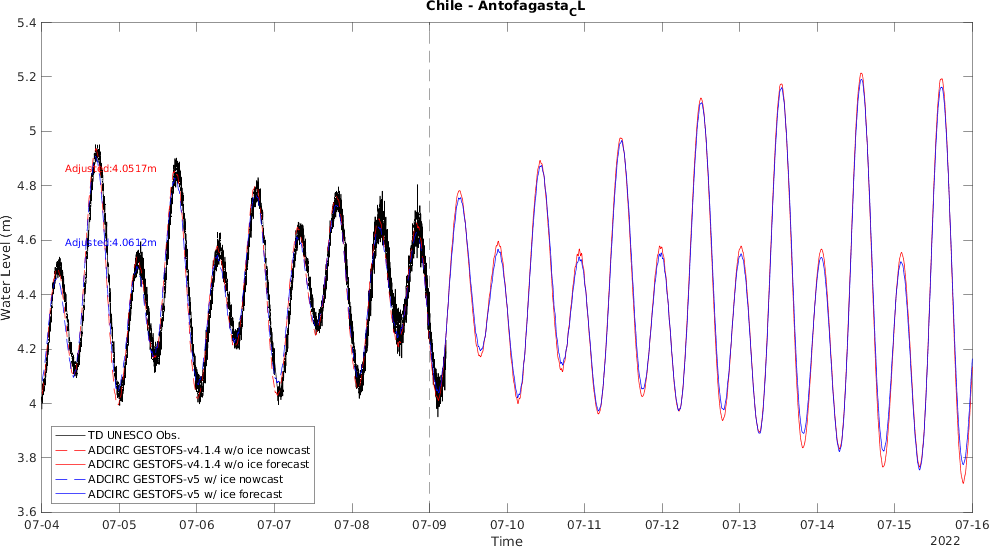 Chile - Antofagasta_CL
Water Level (m)
5.4
5.2
5
4.8
4.6
4.4
4.2
4
3.8
3.6
Adjusted:4.0517m
Adjusted:4.0612m
TD UNESCO Obs.
ADCIRC GESTOFS-v4.1.4 w/o ice nowcast
ADCIRC GESTOFS-v4.1.4 w/o ice forecast
ADCIRC GESTOFS-v5 w/ ice nowcast
ADCIRC GESTOFS-v5 w/ ice forecast
07-04 07-05 07-06 07-07 07-08 07-09 07-10 07-11 07-12 07-13 07-14 07-15 07-16
Time
2022